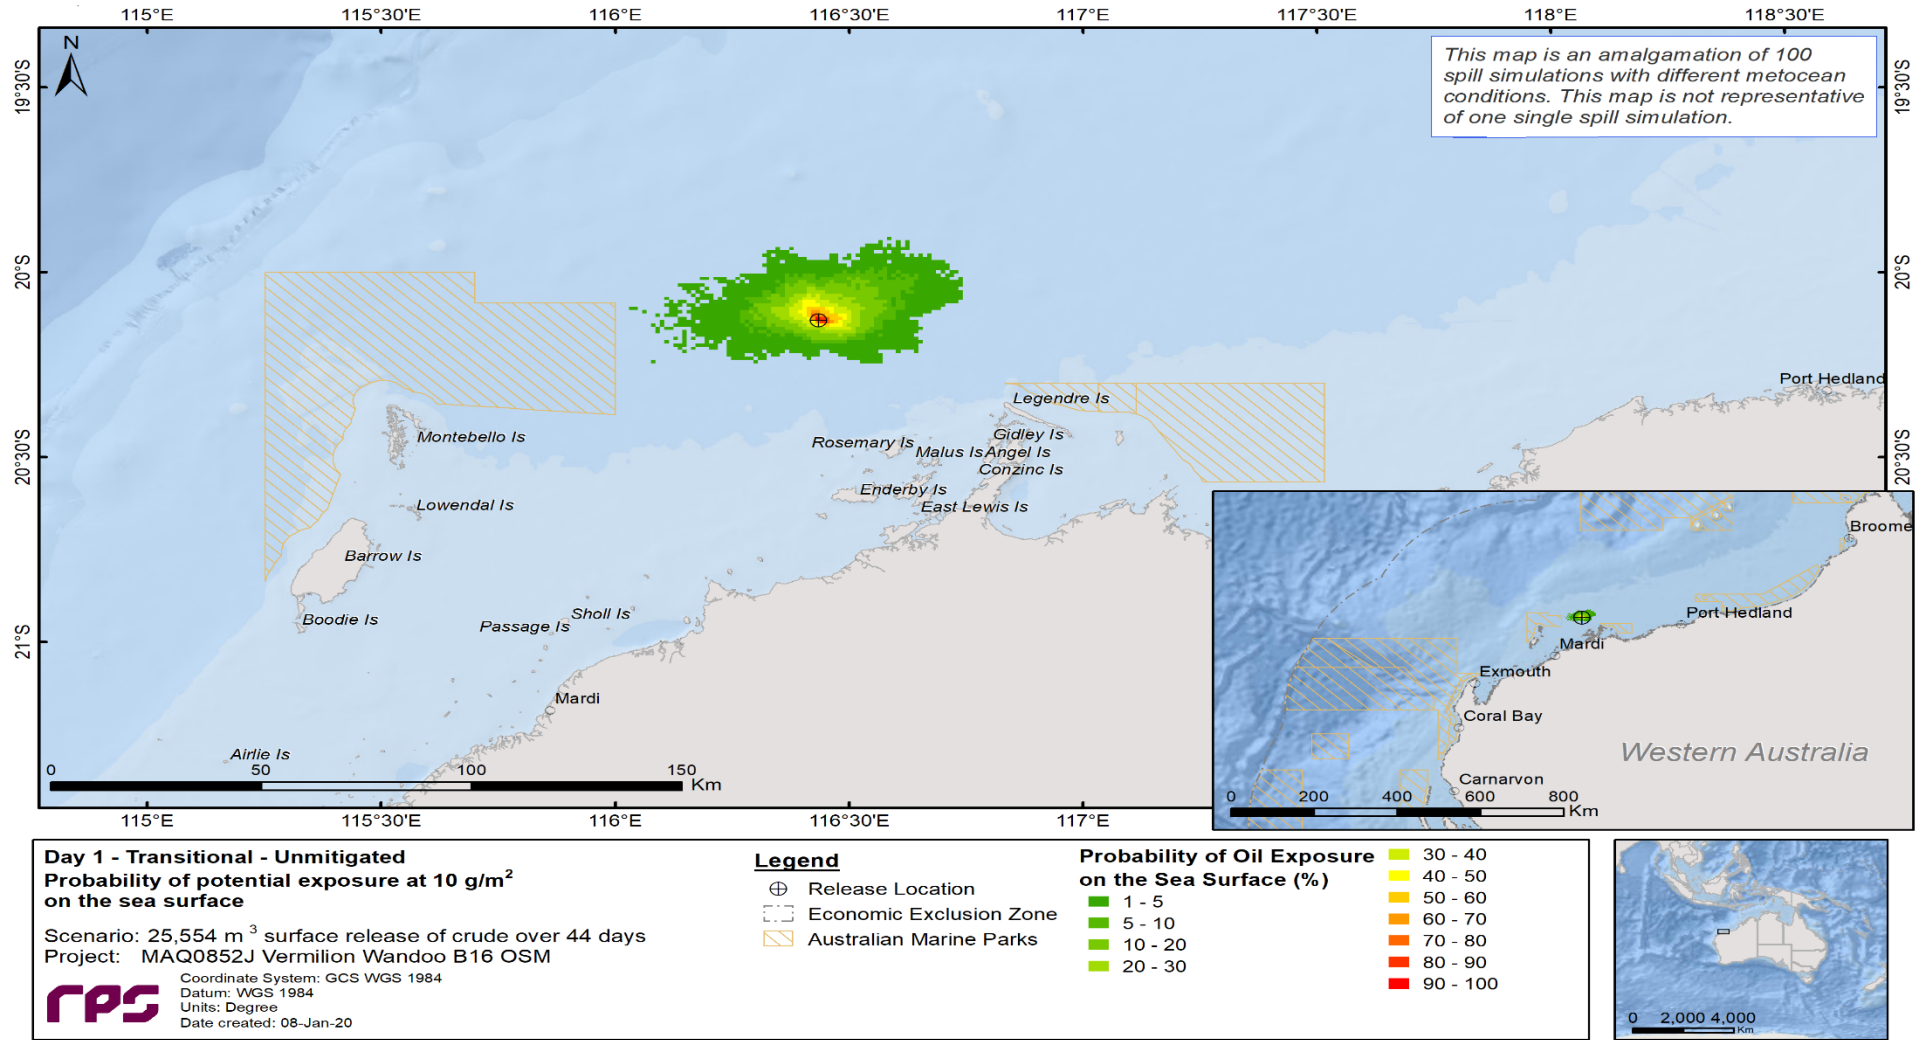 115°E 115°30'E 116°E 116°30'E 117°E 117°30'E 118°E 118°30'E
N
This map is an amalgamation of 100
spill simulations with different metocean
conditions. This map is not representative
of one single spill simulation.
19°30'S 19°30'S
20°S 20°S
20°30'S 20°30'S
21°S
Port Hedland
Legendre Is
Montebello Is
Rosemary Is
Gidley Is
Malus Is
Angel Is
Conzinc Is
Enderby Is
Lowendal Is
East Lewis Is
Barrow Is
Boodie Is
Passage Is
Sholl Is
Mardi
Airlie Is
0 50 100 150
Km
115°E 115°30'E 116°E 116°30'E 117°E
Broome
Port Hedland
Mardi
Exmouth
Coral Bay
Western Australia
Carnarvon
0 200 400 600 800
Km
Day 1 - Transitional - Unmitigated
Probability of potential exposure at 10 g/m²
on the sea surface
Scenario: 25,554 m³ surface release of crude over 44 days
Project: MAQ0852J Vermilion Wandoo B16 OSM
rps
Coordinate System: GCS WGS 1984
Datum: WGS 1984
Units: Degree
Date created: 08-Jan-20
Legend
Release Location
Economic Exclusion Zone
Australian Marine Parks
Probability of Oil Exposure
on the Sea Surface (%)
1 - 5
5 - 10
10 - 20
20 - 30
30 - 40
40 - 50
50 - 60
60 - 70
70 - 80
80 - 90
90 - 100
0 2,000 4,000
Km